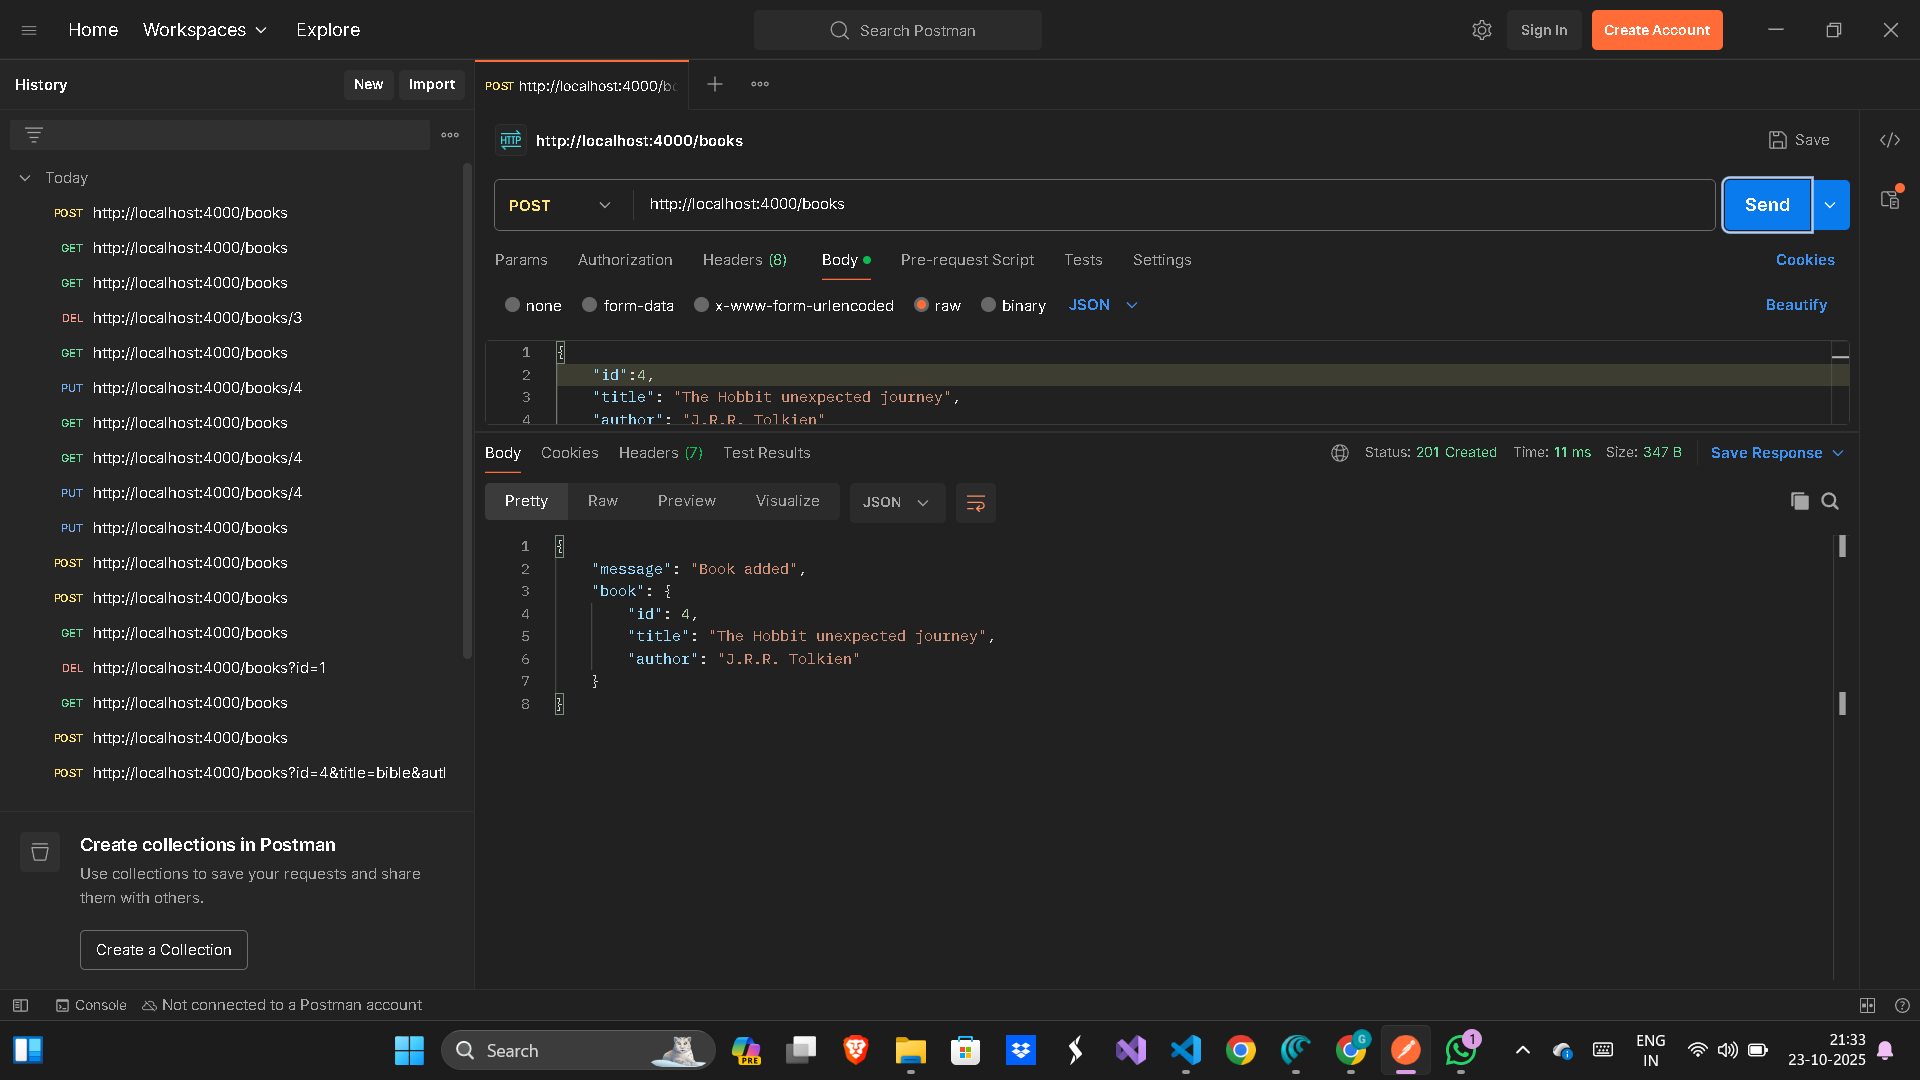 Home Workspaces Explore Search Postman Sign In Create Account
History New Import POST http://localhost:4000/bo
HTTP http://localhost:4000/books Save
Today
POST http://localhost:4000/books
GET http://localhost:4000/books
GET http://localhost:4000/books
DEL http://localhost:4000/books/3
GET http://localhost:4000/books
PUT http://localhost:4000/books/4
GET http://localhost:4000/books
GET http://localhost:4000/books/4
PUT http://localhost:4000/books/4
PUT http://localhost:4000/books
POST http://localhost:4000/books
POST http://localhost:4000/books
GET http://localhost:4000/books
DEL http://localhost:4000/books?id=1
GET http://localhost:4000/books
POST http://localhost:4000/books
POST http://localhost:4000/books?id=4&title=bible&aut
Create collections in Postman
Use collections to save your requests and share
them with others.
Create a Collection
POST http://localhost:4000/books Send
Params Authorization Headers (8) Body Pre-request Script Tests Settings Cookies
none form-data x-www-form-urlencoded raw binary JSON Beautify
1 {
2 "id":4,
3 "title": "The Hobbit unexpected journey",
4 "author": "J.R.R. Tolkien"
Body Cookies Headers (7) Test Results Status: 201 Created Time: 11 ms Size: 347 B Save Response
Pretty Raw Preview Visualize JSON
1 {
2 "message": "Book added",
3 "book": {
4 "id": 4,
5 "title": "The Hobbit unexpected journey",
6 "author": "J.R.R. Tolkien"
7 }
8 }
Console Not connected to a Postman account
Search PRE G 1 ENG
IN
21:33
23-10-2025